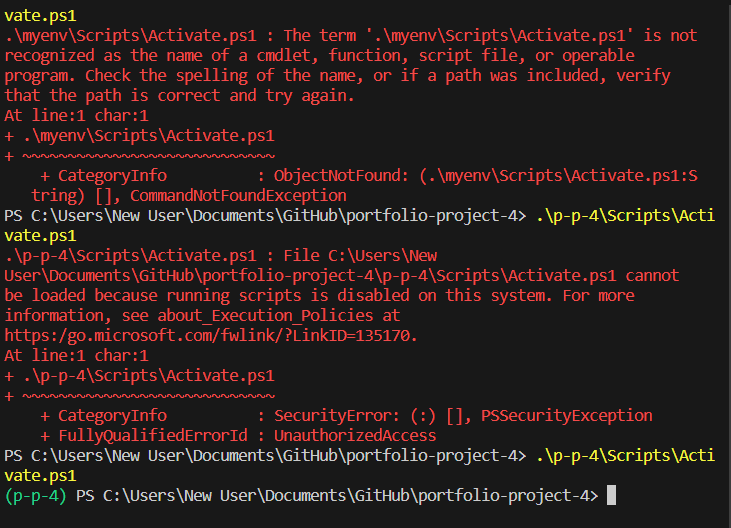 vate.ps1
.\myenv\Scripts\Activate.ps1 : The term '.\myenv\Scripts\Activate.ps1' is not
recognized as the name of a cmdlet, function, script file, or operable
program. Check the spelling of the name, or if a path was included, verify
that the path is correct and try again.
At line:1 char:1
+ .\myenv\Scripts\Activate.ps1
+ ~~~~~~~~~~~~~~~~~~~~~~~~~~~~
    + CategoryInfo          : ObjectNotFound: (.\myenv\Scripts\Activate.ps1:S
   tring) [], CommandNotFoundException
PS C:\Users\New User\Documents\GitHub\portfolio-project-4> .\p-p-4\Scripts\Acti
vate.ps1
.\p-p-4\Scripts\Activate.ps1 : File C:\Users\New
User\Documents\GitHub\portfolio-project-4\p-p-4\Scripts\Activate.ps1 cannot
be loaded because running scripts is disabled on this system. For more
information, see about_Execution_Policies at
https:/go.microsoft.com/fwlink/?LinkID=135170.
At line:1 char:1
+ .\p-p-4\Scripts\Activate.ps1
+ ~~~~~~~~~~~~~~~~~~~~~~~~~~~~
    + CategoryInfo          : SecurityError: (:) [], PSSecurityException
    + FullyQualifiedErrorId : UnauthorizedAccess
PS C:\Users\New User\Documents\GitHub\portfolio-project-4> .\p-p-4\Scripts\Acti
vate.ps1
(p-p-4) PS C:\Users\New User\Documents\GitHub\portfolio-project-4>